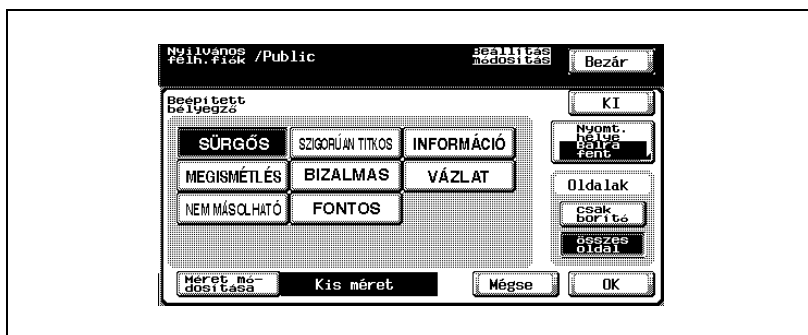 Nyilvános
felh.fiók /Public
Beállítás
módosítás
Bezár
Beépített
bélyegző
KI
SÜRGŐS
SZIGORÚAN TITKOS
INFORMÁCIÓ
Nyomt.
helye
Balra
fent
MEGISMÉTLÉS
BIZALMAS
VÁZLAT
Oldalak
NEM MÁSOLHATÓ
FONTOS
csak
borító
összes
oldal
Méret mó-
dosítása
Kis méret
Mégse
OK